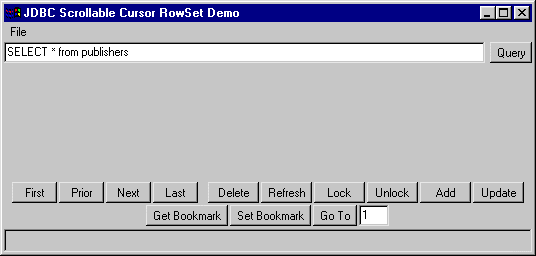 JDBC Scrollable Cursor RowSet Demo
File
SELECT * from publishers Query
First Prior Next Last Delete Refresh Lock Unlock Add Update
Get Bookmark Set Bookmark Go To 1